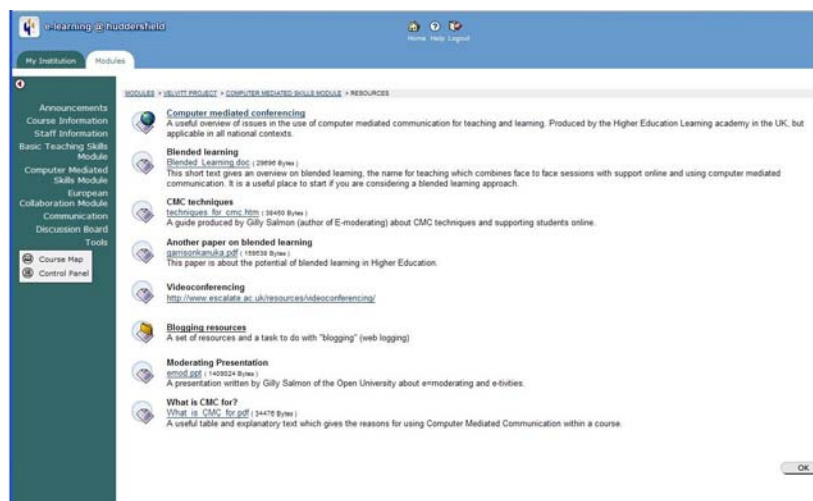 e-learning @ huddersfield
Home Help Logout
My Institution Modules
MODULES > VELVITT PROJECT > COMPUTER MEDIATED SKILLS MODULE > RESOURCES
Announcements
Course Information
Staff Information
Basic Teaching Skills
Module
Computer Mediated
Skills Module
European
Collaboration Module
Communication
Discussion Board
Tools
Course Map
Control Panel
Computer mediated conferencing
A useful overview of issues in the use of computer mediated communication for teaching and learning. Produced by the Higher Education Learning academy in the UK, but
applicable in all national contexts.
Blended learning
Blended_Learning.doc (29696 Bytes)
This short text gives an overview on blended learning, the name for teaching which combines face to face sessions with support online and using computer mediated
communication. It is a useful place to start if you are considering a blended learning approach.
CMC techniques
techniques_for_cmc.htm (38460 Bytes)
A guide produced by Gilly Salmon (author of E-moderating) about CMC techniques and supporting students online.
Another paper on blended learning
garrisonkanuka.pdf (159638 Bytes)
This paper is about the potential of blended learning in Higher Education.
Videoconferencing
http://www.escalate.ac.uk/resources/videoconferencing/
Blogging resources
A set of resources and a task to do with "blogging" (web logging)
Moderating Presentation
emod.ppt (1409024 Bytes)
A presentation written by Gilly Salmon of the Open University about e=moderating and e-tivities.
What is CMC for?
What_is_CMC_for.pdf (34476 Bytes)
A useful table and explanatory text which gives the reasons for using Computer Mediated Communication within a course.
OK